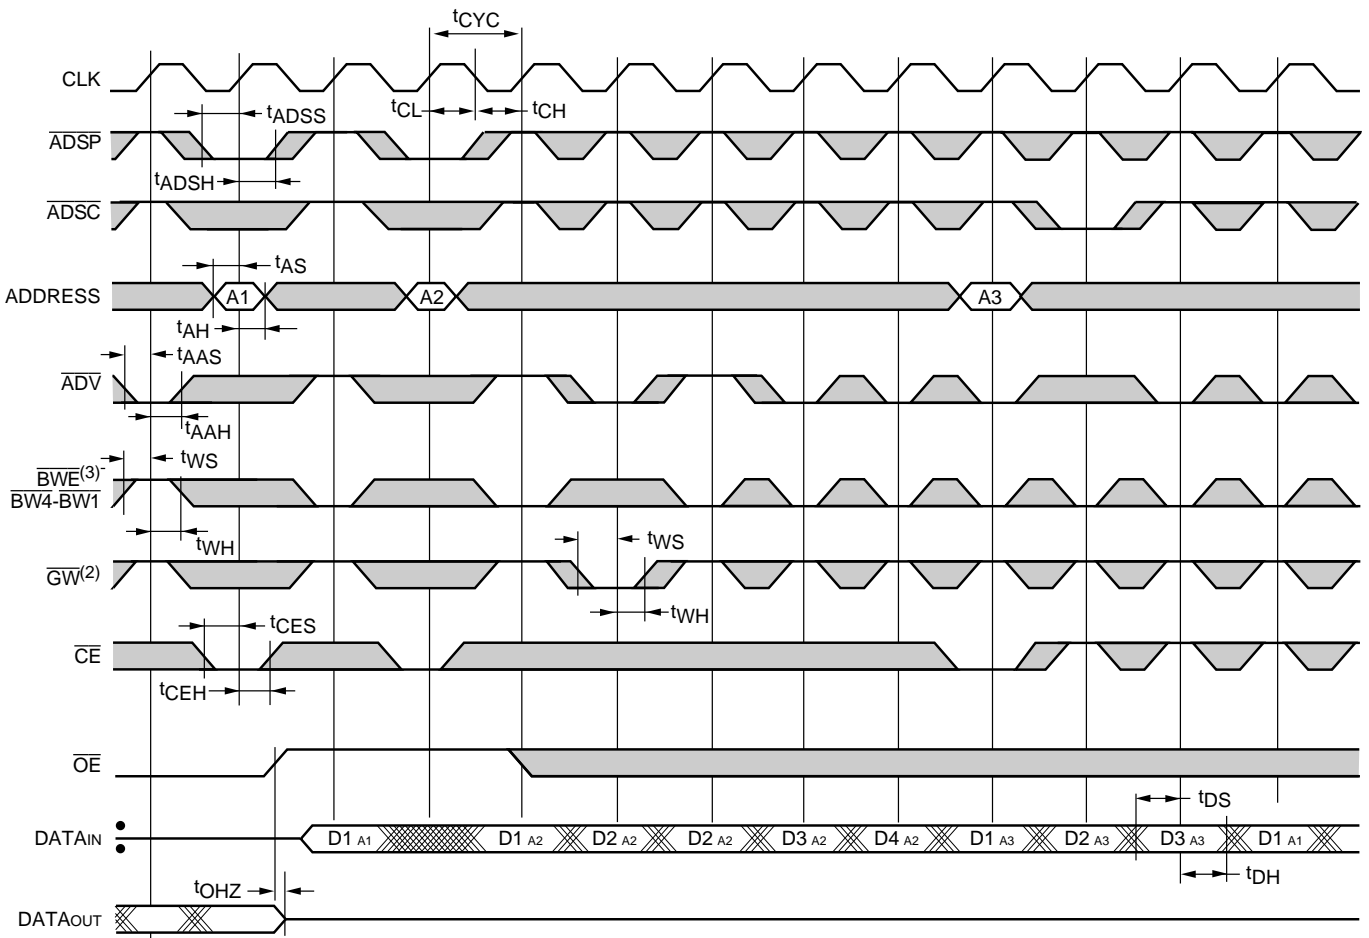 tCYC
CLK
tADSS
tCL
tCH
ADSP
tADSH
ADSC
tAS
ADDRESS
A1
A2
A3
tAH
tAAS
ADV
tAAH
tWS
BWE(3)
BW4-BW1
tWH
tWS
GW(2)
tWH
tCES
CE
tCEH
OE
tDS
DATAIN
D1 A1 D1 A2 D2 A2 D2 A2 D3 A2 D4 A2 D1 A3 D2 A3 D3 A3 D1 A1
tDH
tOHZ
DATAOUT